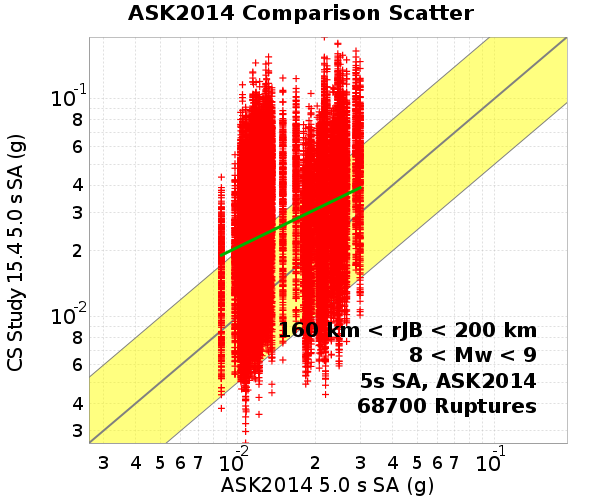 ASK2014 Comparison Scatter
CS Study 15.4 5.0 s SA (g)
10-1
8
6
4
3
2
10-2
8
6
4
3
160 km < rJB < 200 km
8 < Mw < 9
5s SA, ASK2014
68700 Ruptures
3 4 5 6 7 10-2 2 3 4 5 6 7 10-1
ASK2014 5.0 s SA (g)